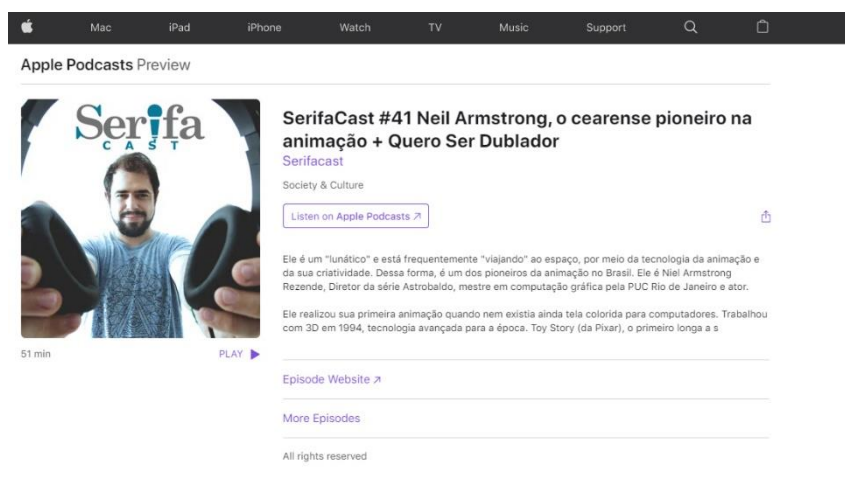 Mac iPad iPhone Watch TV Music Support
Apple Podcasts Preview
Serifa
CAST
SerifaCast #41 Neil Armstrong, o cearense pioneiro na
animação + Quero Ser Dublador
Serifacast
Society & Culture
Listen on Apple Podcasts ↗
Ele é um "lunático" e está frequentemente "viajando" ao espaço, por meio da tecnologia da animação e
da sua criatividade. Dessa forma, é um dos pioneiros da animação no Brasil. Ele é Niel Armstrong
Rezende, Diretor da série Astrobaldo, mestre em computação gráfica pela PUC Rio de Janeiro e ator.
Ele realizou sua primeira animação quando nem existia ainda tela colorida para computadores. Trabalhou
com 3D em 1994, tecnologia avançada para a época. Toy Story (da Pixar), o primeiro longa a s
51 min PLAY
Episode Website ↗
More Episodes
All rights reserved